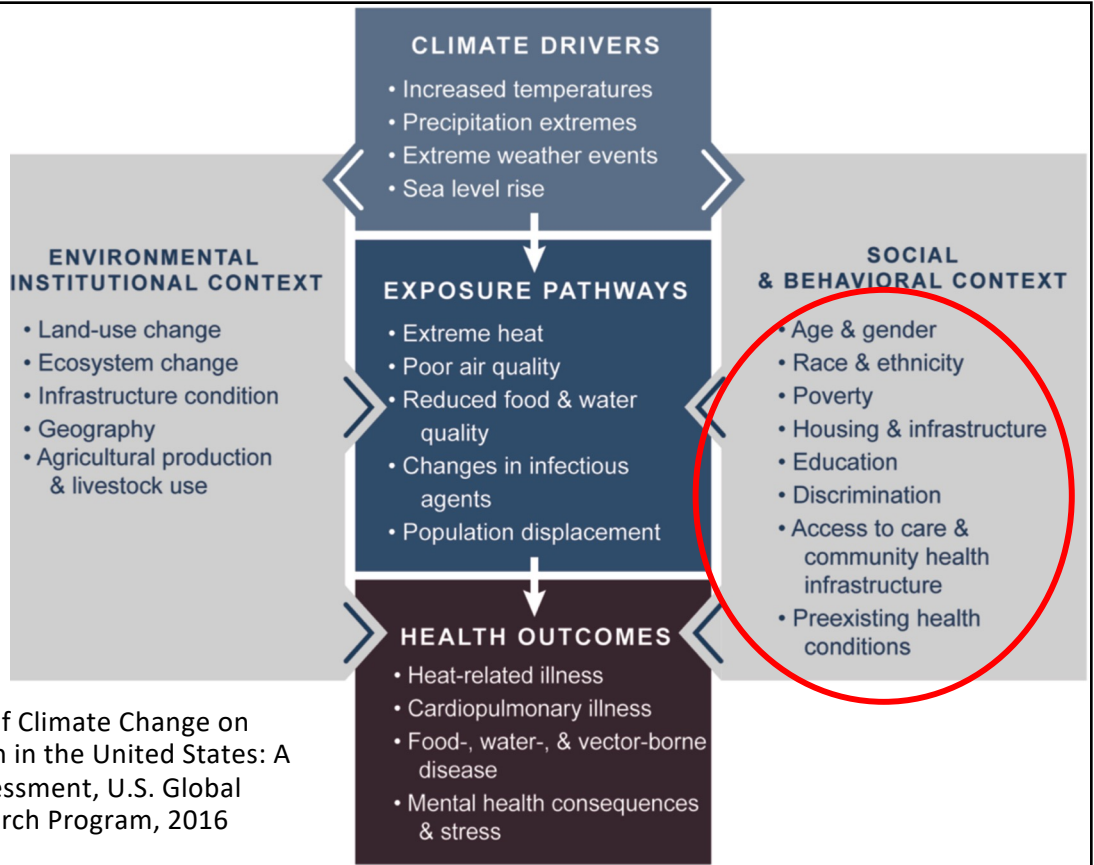 CLIMATE DRIVERS
• Increased temperatures
• Precipitation extremes
• Extreme weather events
• Sea level rise
ENVIRONMENTAL
INSTITUTIONAL CONTEXT
• Land-use change
• Ecosystem change
• Infrastructure condition
• Geography
• Agricultural production
& livestock use
EXPOSURE PATHWAYS
• Extreme heat
• Poor air quality
• Reduced food & water
quality
• Changes in infectious
agents
• Population displacement
SOCIAL
& BEHAVIORAL CONTEXT
• Age & gender
• Race & ethnicity
• Poverty
• Housing & infrastructure
• Education
• Discrimination
• Access to care &
community health
infrastructure
• Preexisting health
conditions
HEALTH OUTCOMES
• Heat-related illness
• Cardiopulmonary illness
• Food-, water-, & vector-borne
disease
• Mental health consequences
& stress
of Climate Change on
in the United States: A
U.S. Global
Program, 2016